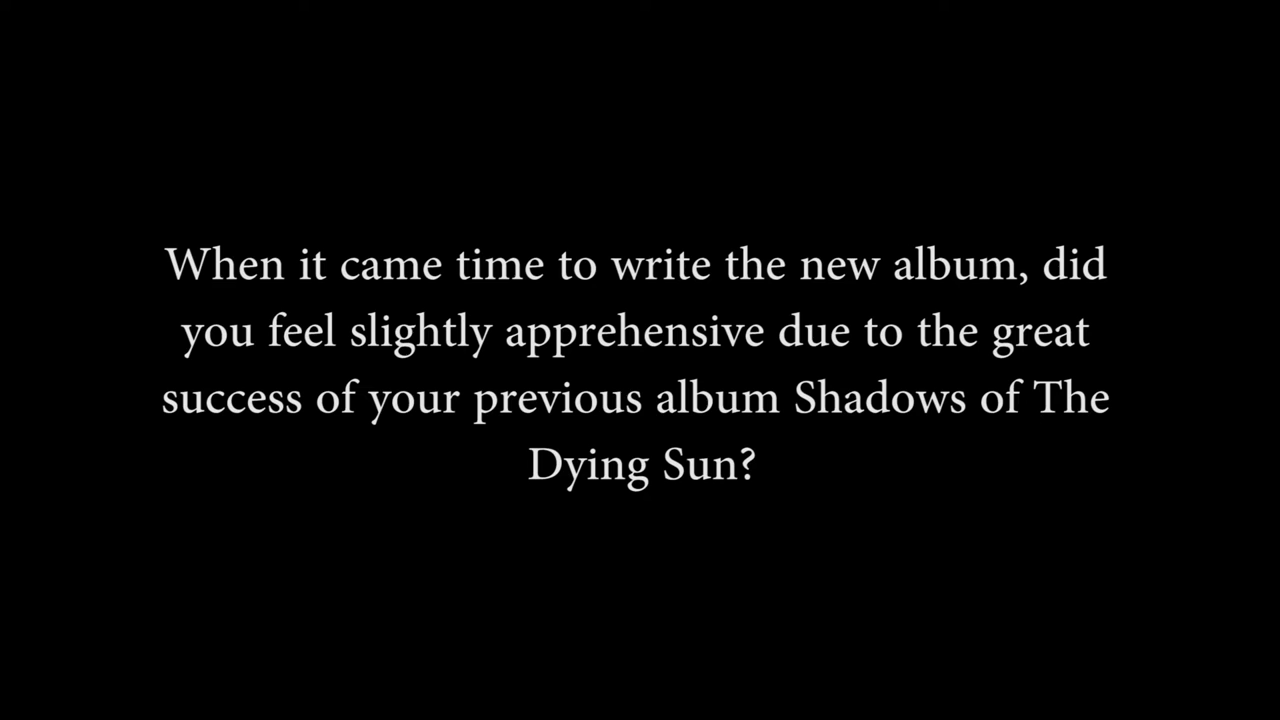 When it came time to write the new album, did
you feel slightly apprehensive due to the great
success of your previous album Shadows of The
Dying Sun?